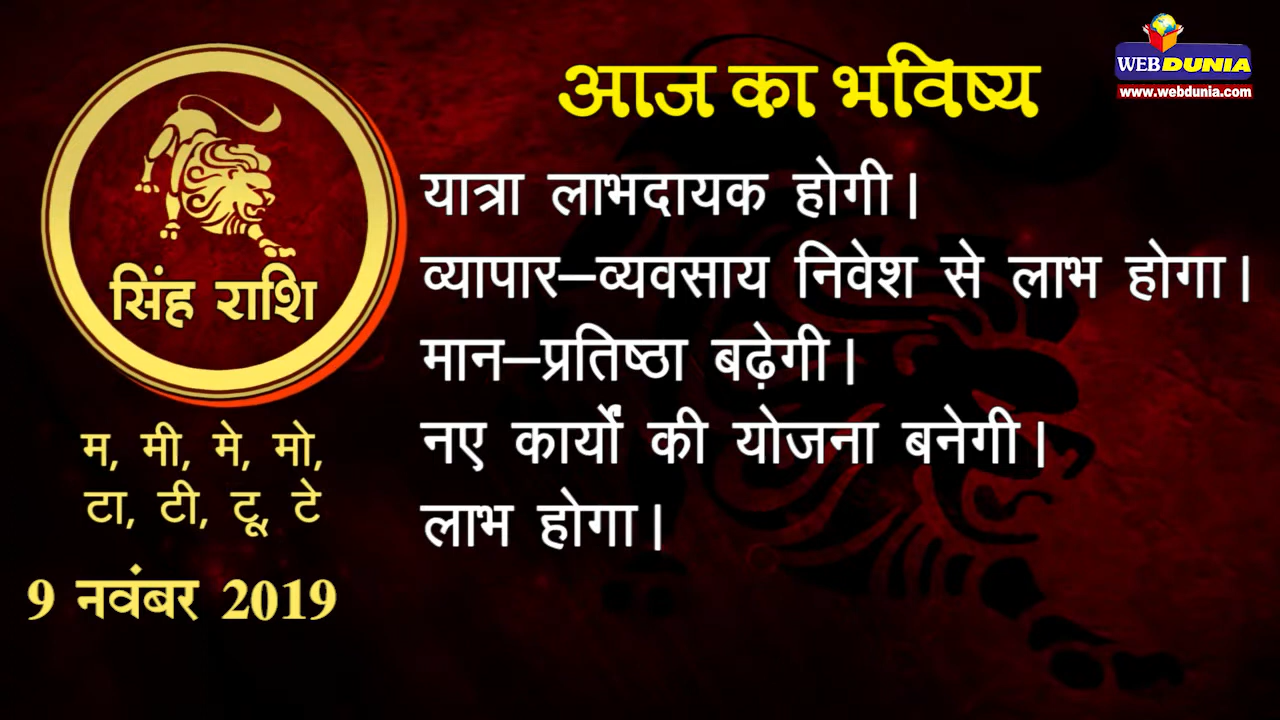 WEBDUNIA
www.webdunia.com
आज का भविष्य
सिंह राशि
म, मी, मे, मो,
टा, टी, टू, टे
9 नवंबर 2019
यात्रा लाभदायक होगी।
व्यापार–व्यवसाय निवेश से लाभ होगा।
मान–प्रतिष्ठा बढ़ेगी।
नए कार्यों की योजना बनेगी।
लाभ होगा।